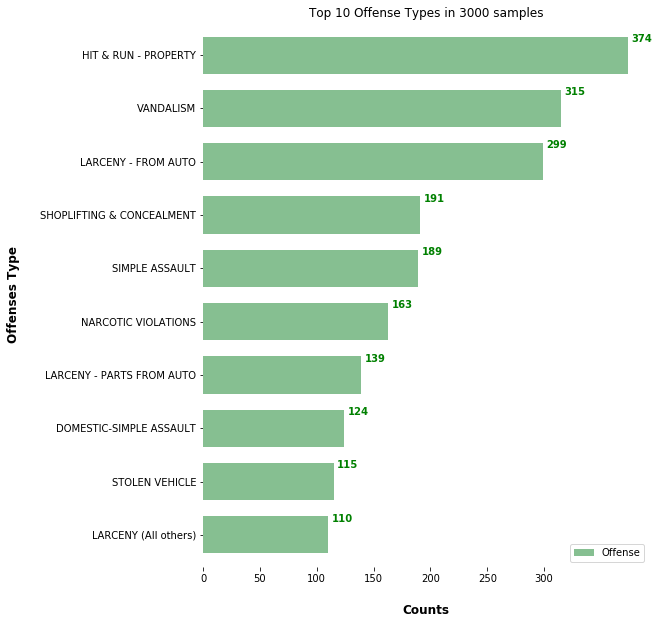 Top 10 Offense Types in 3000 samples
HIT & RUN - PROPERTY
374
VANDALISM
315
LARCENY - FROM AUTO
299
SHOPLIFTING & CONCEALMENT
191
SIMPLE ASSAULT
189
NARCOTIC VIOLATIONS
163
LARCENY - PARTS FROM AUTO
139
DOMESTIC-SIMPLE ASSAULT
124
STOLEN VEHICLE
115
LARCENY (All others)
110
Offenses Type
Offense
0 50 100 150 200 250 300
Counts